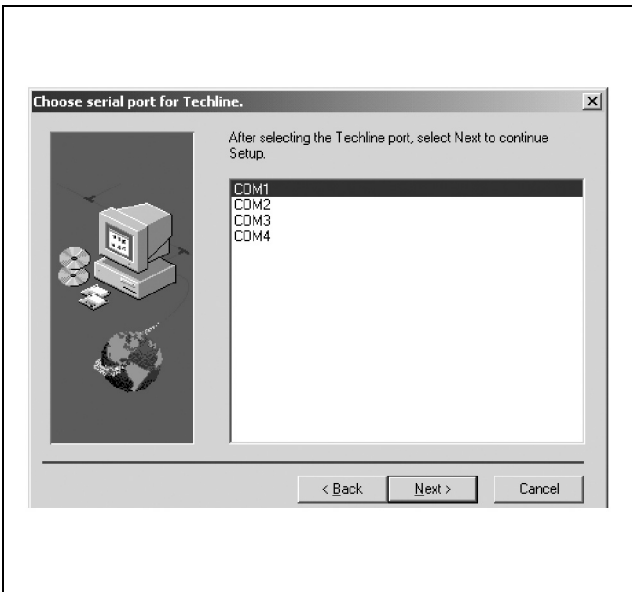 Choose serial port for Techline.
After selecting the Techline port, select Next to continue
Setup.
COM1
COM2
COM3
COM4
< Back
Next >
Cancel